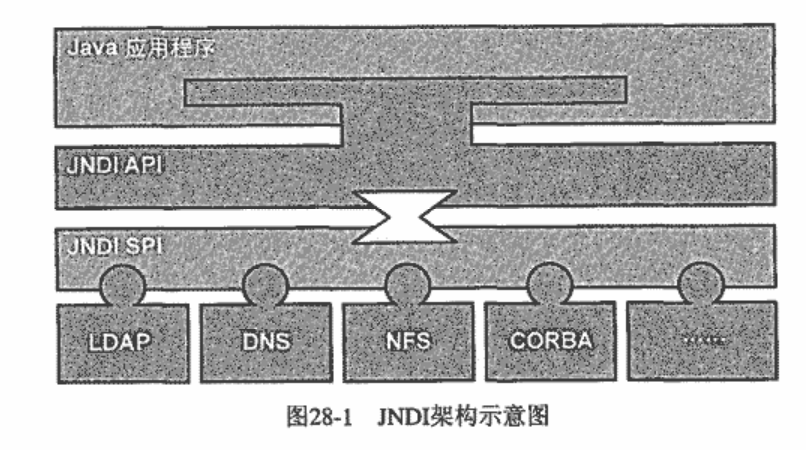 Java 应用程序
JNDI API
JNDI SPI
LDAP
DNS
NFS
CORBA
······
图28-1 JNDI架构示意图